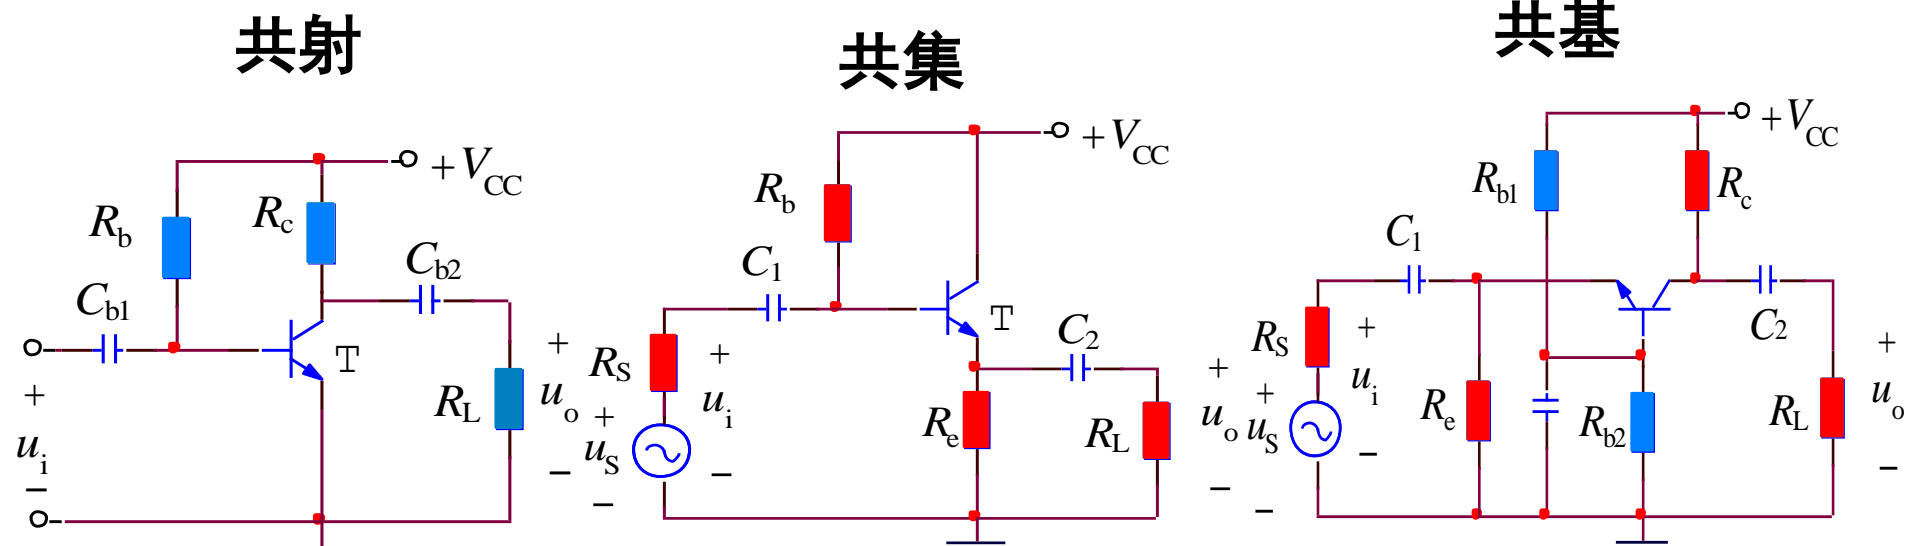 共射
+VCC
Rb
Rc
Cb1
Cb2
T
RL
+
ui
−
+
uo
−
共集
+VCC
Rb
C1
T
C2
RS
+
ui
−
+
uS
−
Re
RL
+
uo
−
共基
+VCC
Rb1
Rc
C1
C2
RS
+
ui
−
+
uS
−
Re
Rb2
RL
+
uo
−